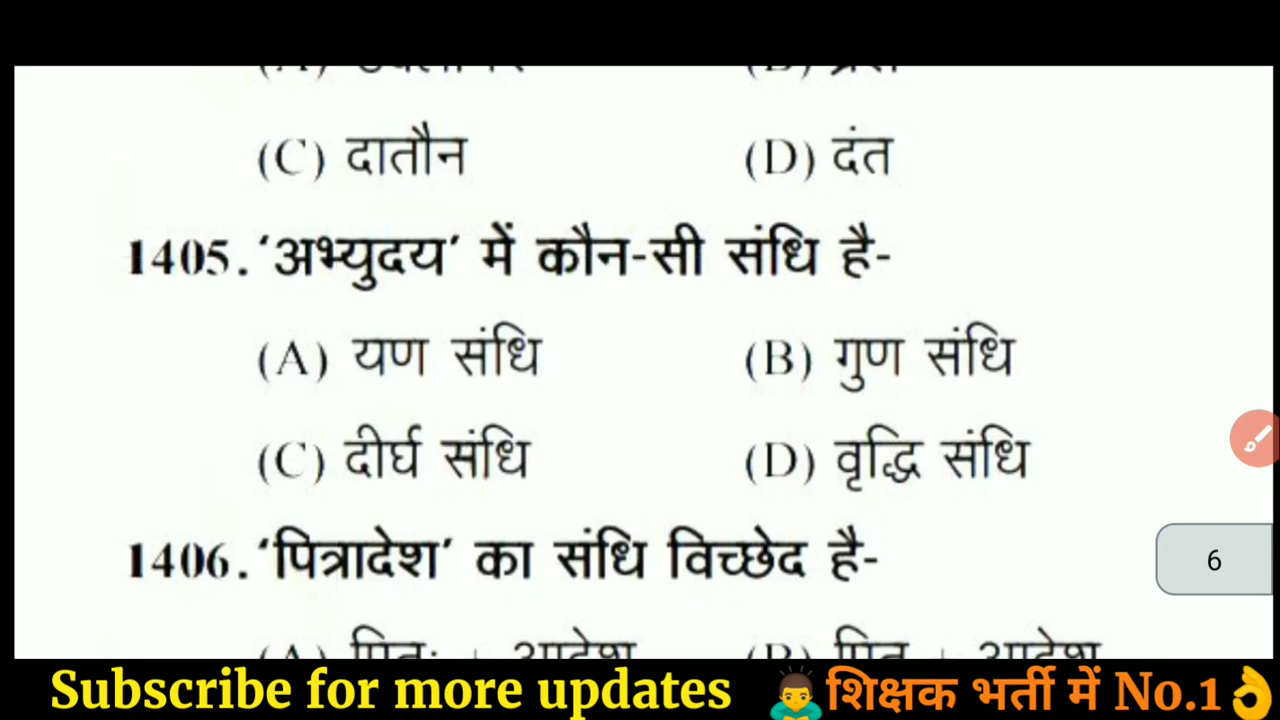 (C) दातौन (D) दंत
1405. ‘अभ्युदय’ में कौन-सी संधि है-
(A) यण संधि (B) गुण संधि
(C) दीर्घ संधि (D) वृद्धि संधि
1406. ‘पित्रादेश’ का संधि विच्छेद है-
6
Subscribe for more updates 🙇‍♂️शिक्षक भर्ती में No.1👌